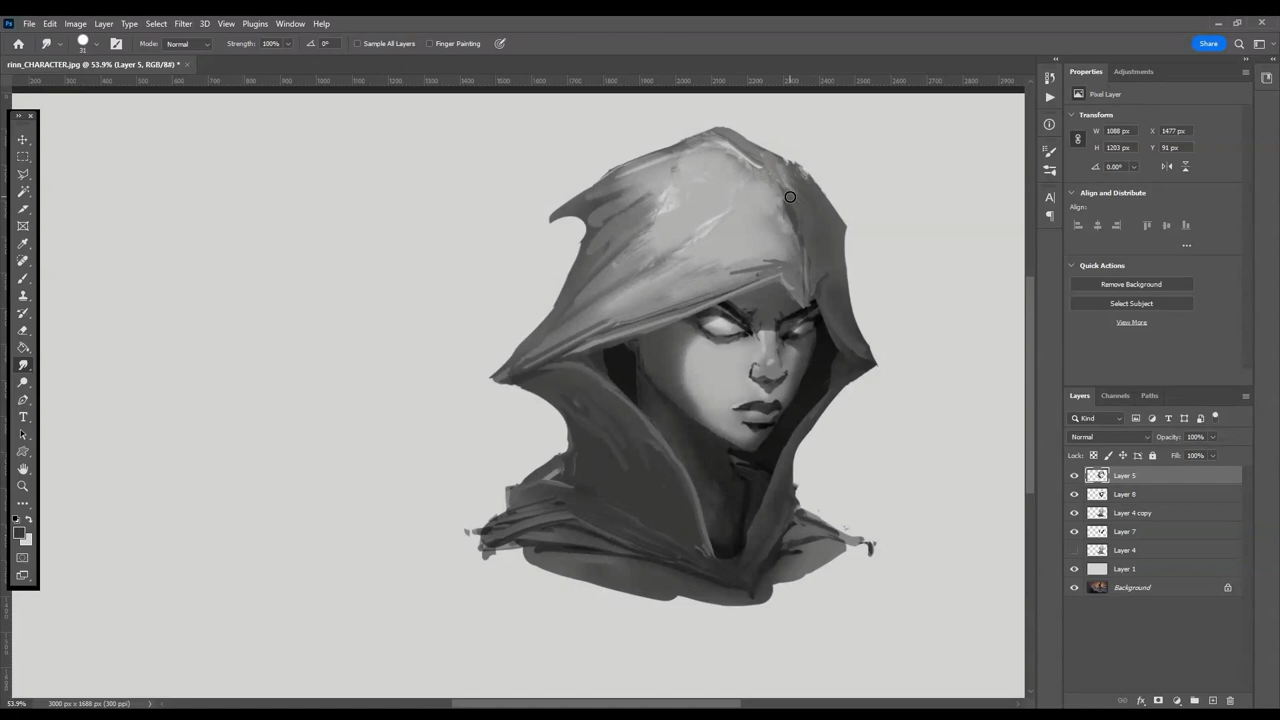 Ps File Edit Image Layer Type Select Filter 3D View Plugins Window Help
31 Mode: Normal Strength: 100% 0° Sample All Layers Finger Painting Share
rinn_CHARACTER.jpg @ 53.9% (Layer 5, RGB/8#) * ×
Properties Adjustments
Pixel Layer
Transform
W 1088 px X 1477 px
H 1203 px Y 91 px
0.00°
Align and Distribute
Align:
Quick Actions
Remove Background
Select Subject
View More
Layers Channels Paths
Kind
Normal Opacity: 100%
Lock: Fill: 100%
Layer 5
Layer 8
Layer 4 copy
Layer 7
Layer 4
Layer 1
Background
53.9% 3000 px x 1688 px (300 ppi)